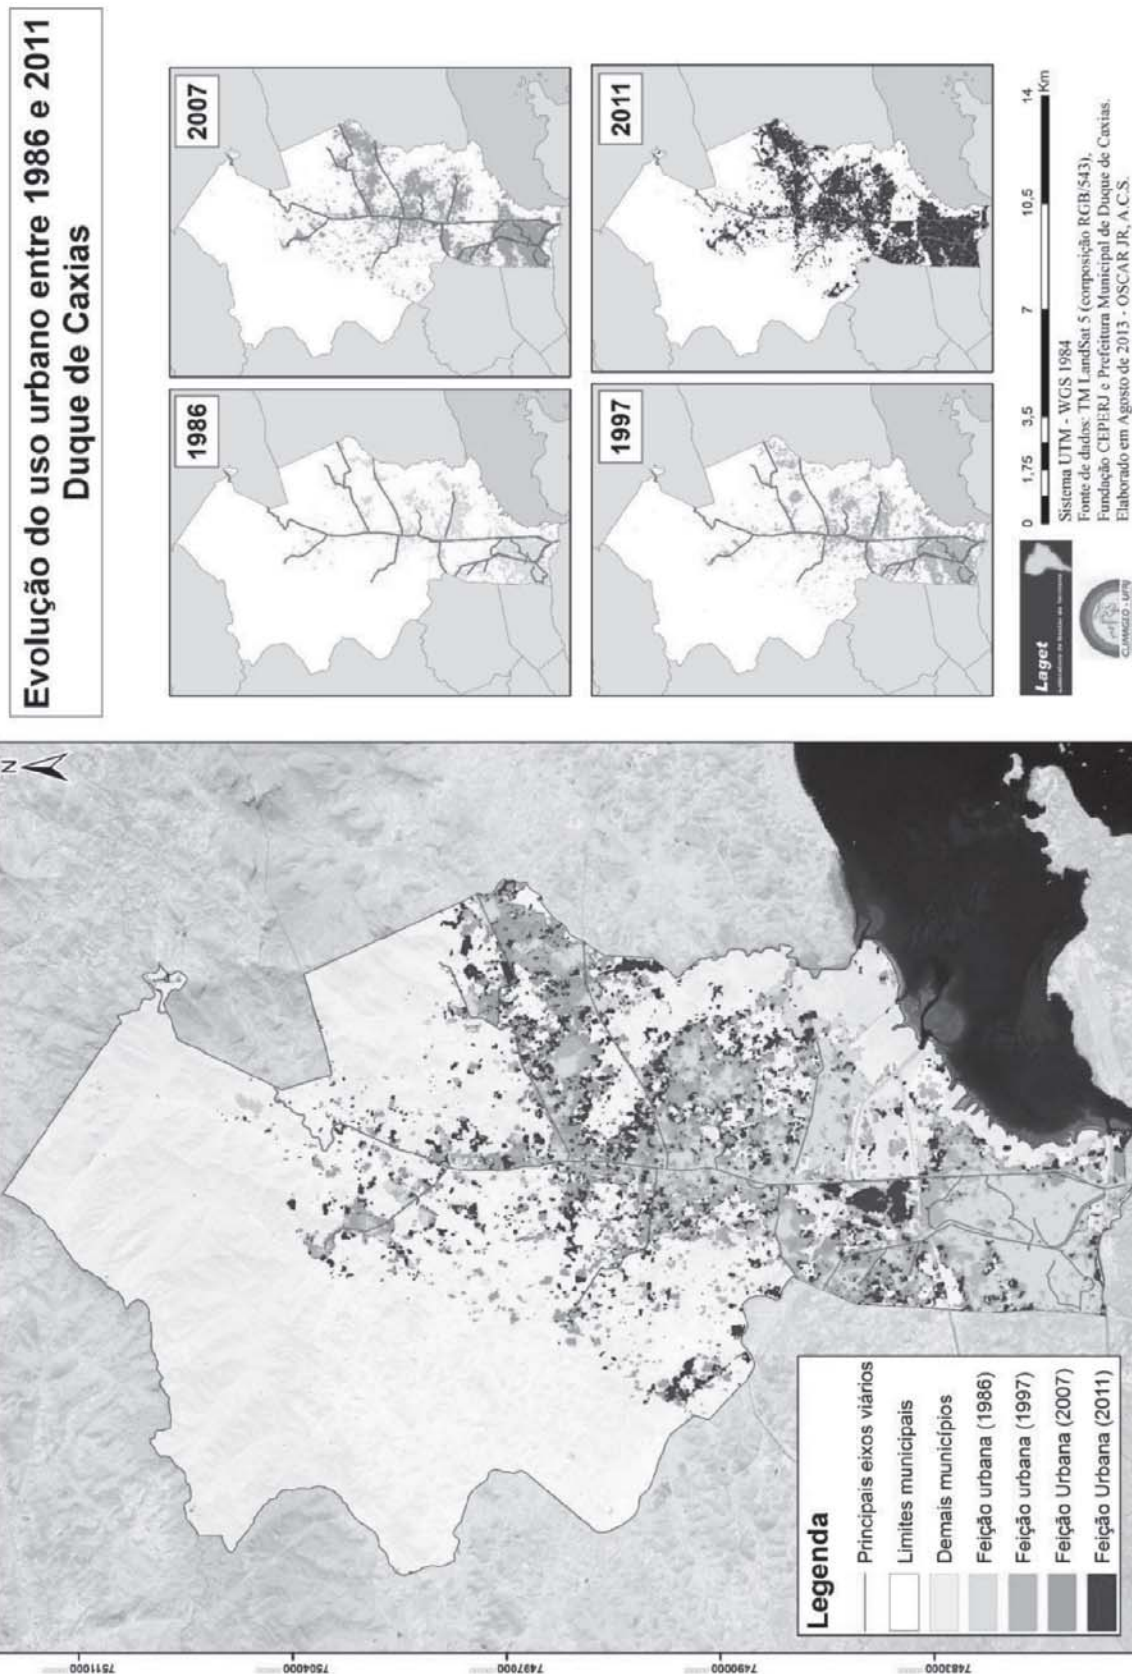 Evolução do uso urbano entre 1986 e 2011
Duque de Caxias
N
1986
2007
1997
2011
Legenda
Principais eixos viários
Limites municipais
Demais municípios
Feição urbana (1986)
Feição urbana (1997)
Feição Urbana (2007)
Feição Urbana (2011)
7511000
7504000
7497000
7483000
0 1,75 3,5 7 10,5 14
Km
Laget
Sistema UTM - WGS 1984
Fonte de dados: TM LandSat 5 (composição RGB/543),
Fundação CEPERJ e Prefeitura Municipal de Duque de Caxias.
Elaborado em Agosto de 2013 - OSCAR JR, A.C.S.